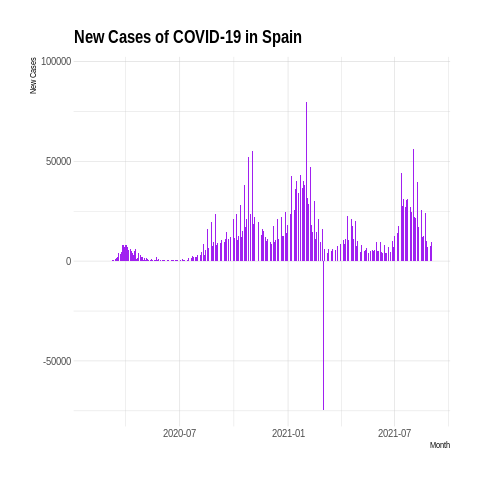 New Cases of COVID-19 in Spain
New Cases
100000
50000
0
-50000
2020-07
2021-01
2021-07
Month